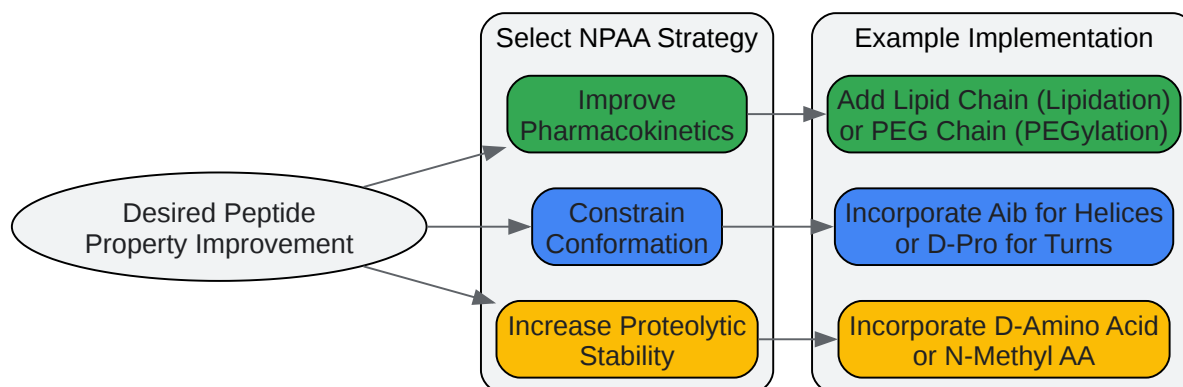 Select NPAA Strategy
Example Implementation
Desired Peptide
Property Improvement
Improve
Pharmacokinetics
Add Lipid Chain (Lipidation)
or PEG Chain (PEGylation)
Constrain
Conformation
Incorporate Aib for Helices
or D-Pro for Turns
Increase Proteolytic
Stability
Incorporate D-Amino Acid
or N-Methyl AA